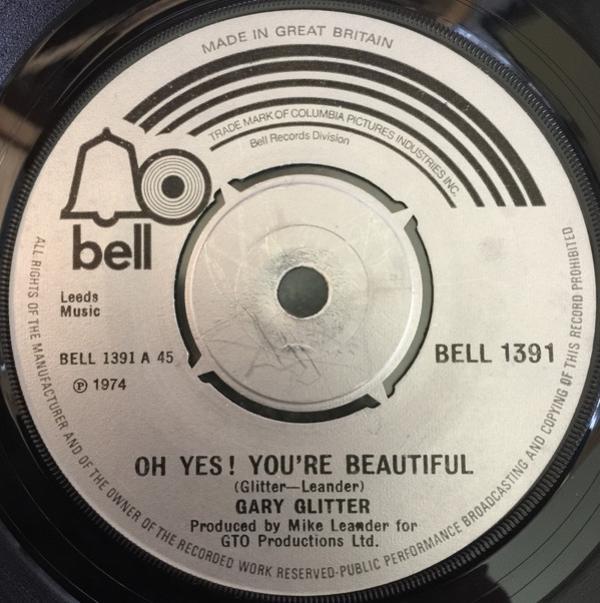 MADE IN GREAT BRITAIN
TRADE MARK OF COLUMBIA PICTURES INDUSTRIES INC.
Bell Records Division
bell
Leeds
Music
BELL 1391 A 45
Ⓟ 1974
BELL 1391
OH YES! YOU'RE BEAUTIFUL
(Glitter—Leander)
GARY GLITTER
Produced by Mike Leander for
GTO Productions Ltd.
ALL RIGHTS OF THE MANUFACTURER AND OF THE OWNER OF THE RECORDED WORK RESERVED-PUBLIC PERFORMANCE BROADCASTING AND COPYING OF THIS RECORD PROHIBITED